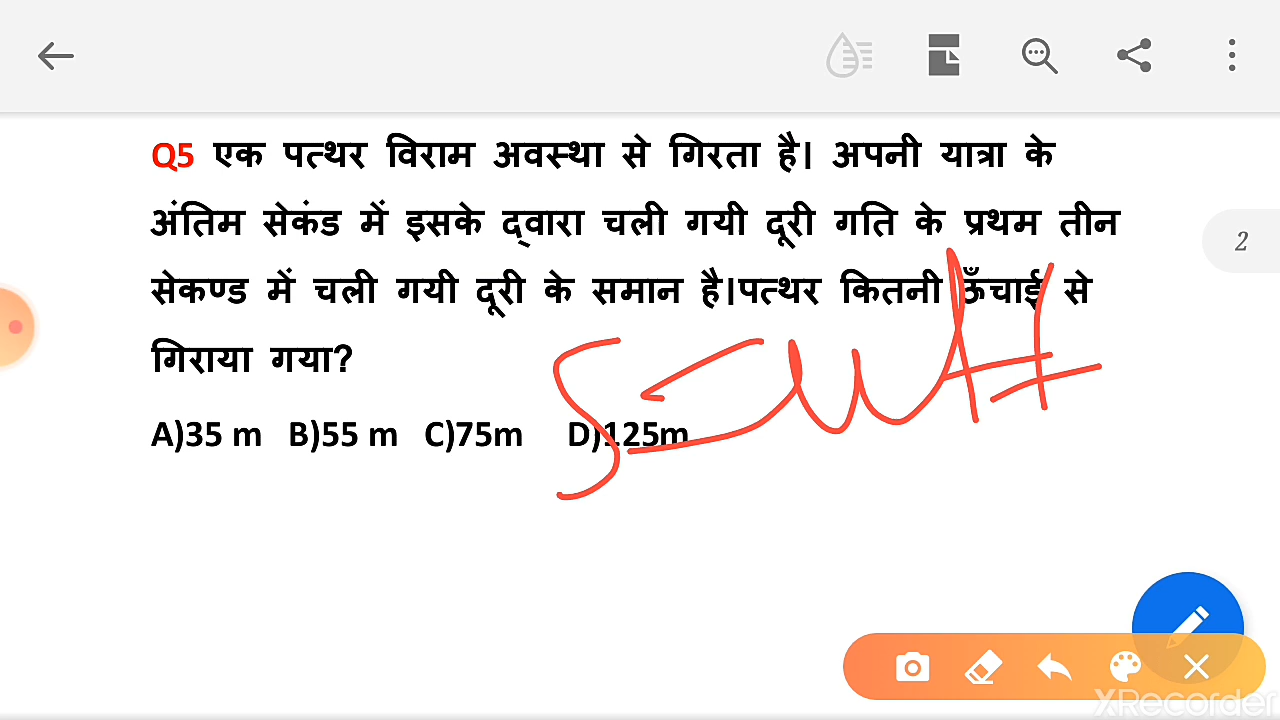 Q5 एक पत्थर विराम अवस्था से गिरता है। अपनी यात्रा के
अंतिम सेकंड में इसके द्वारा चली गयी दूरी गति के प्रथम तीन
2
सेकण्ड में चली गयी दूरी के समान है।पत्थर कितनी ऊँचाई से
गिराया गया?
A)35 m B)55 m C)75m D)125m
XRecorder